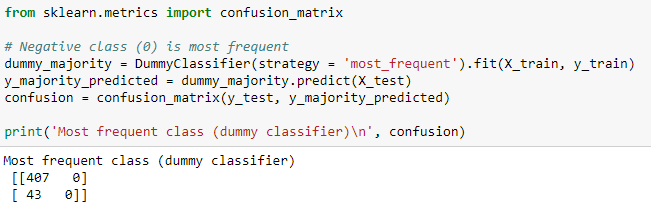 from sklearn.metrics import confusion_matrix
# Negative class (0) is most frequent
dummy_majority = DummyClassifier(strategy = 'most_frequent').fit(X_train, y_train)
y_majority_predicted = dummy_majority.predict(X_test)
confusion = confusion_matrix(y_test, y_majority_predicted)
print('Most frequent class (dummy classifier)\n', confusion)
Most frequent class (dummy classifier)
[[407   0]
[ 43   0]]